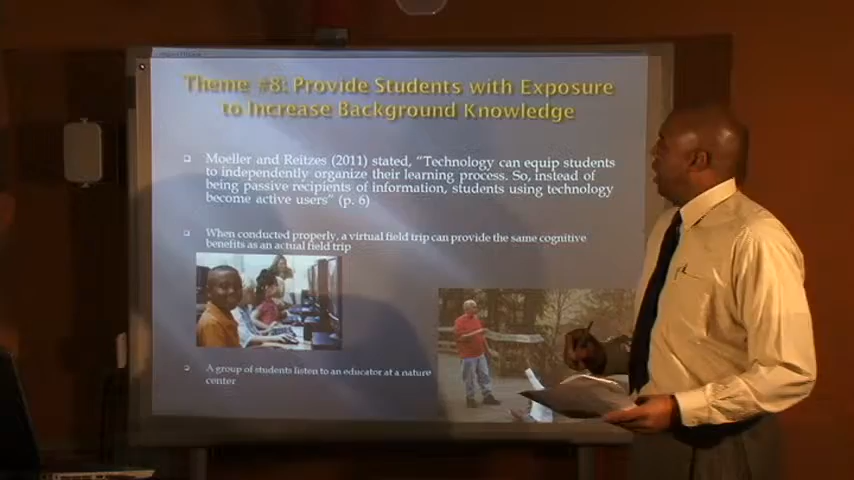 Theme #8: Provide Students with Exposure
to Increase Background Knowledge
Moeller and Reitzes (2011) stated, “Technology can equip students
to independently organize their learning process. So, instead of
being passive recipients of information, students using technology
become active users” (p. 6)
When conducted properly, a virtual field trip can provide the same cognitive
benefits as an actual field trip
A group of students listen to an educator at a nature
center